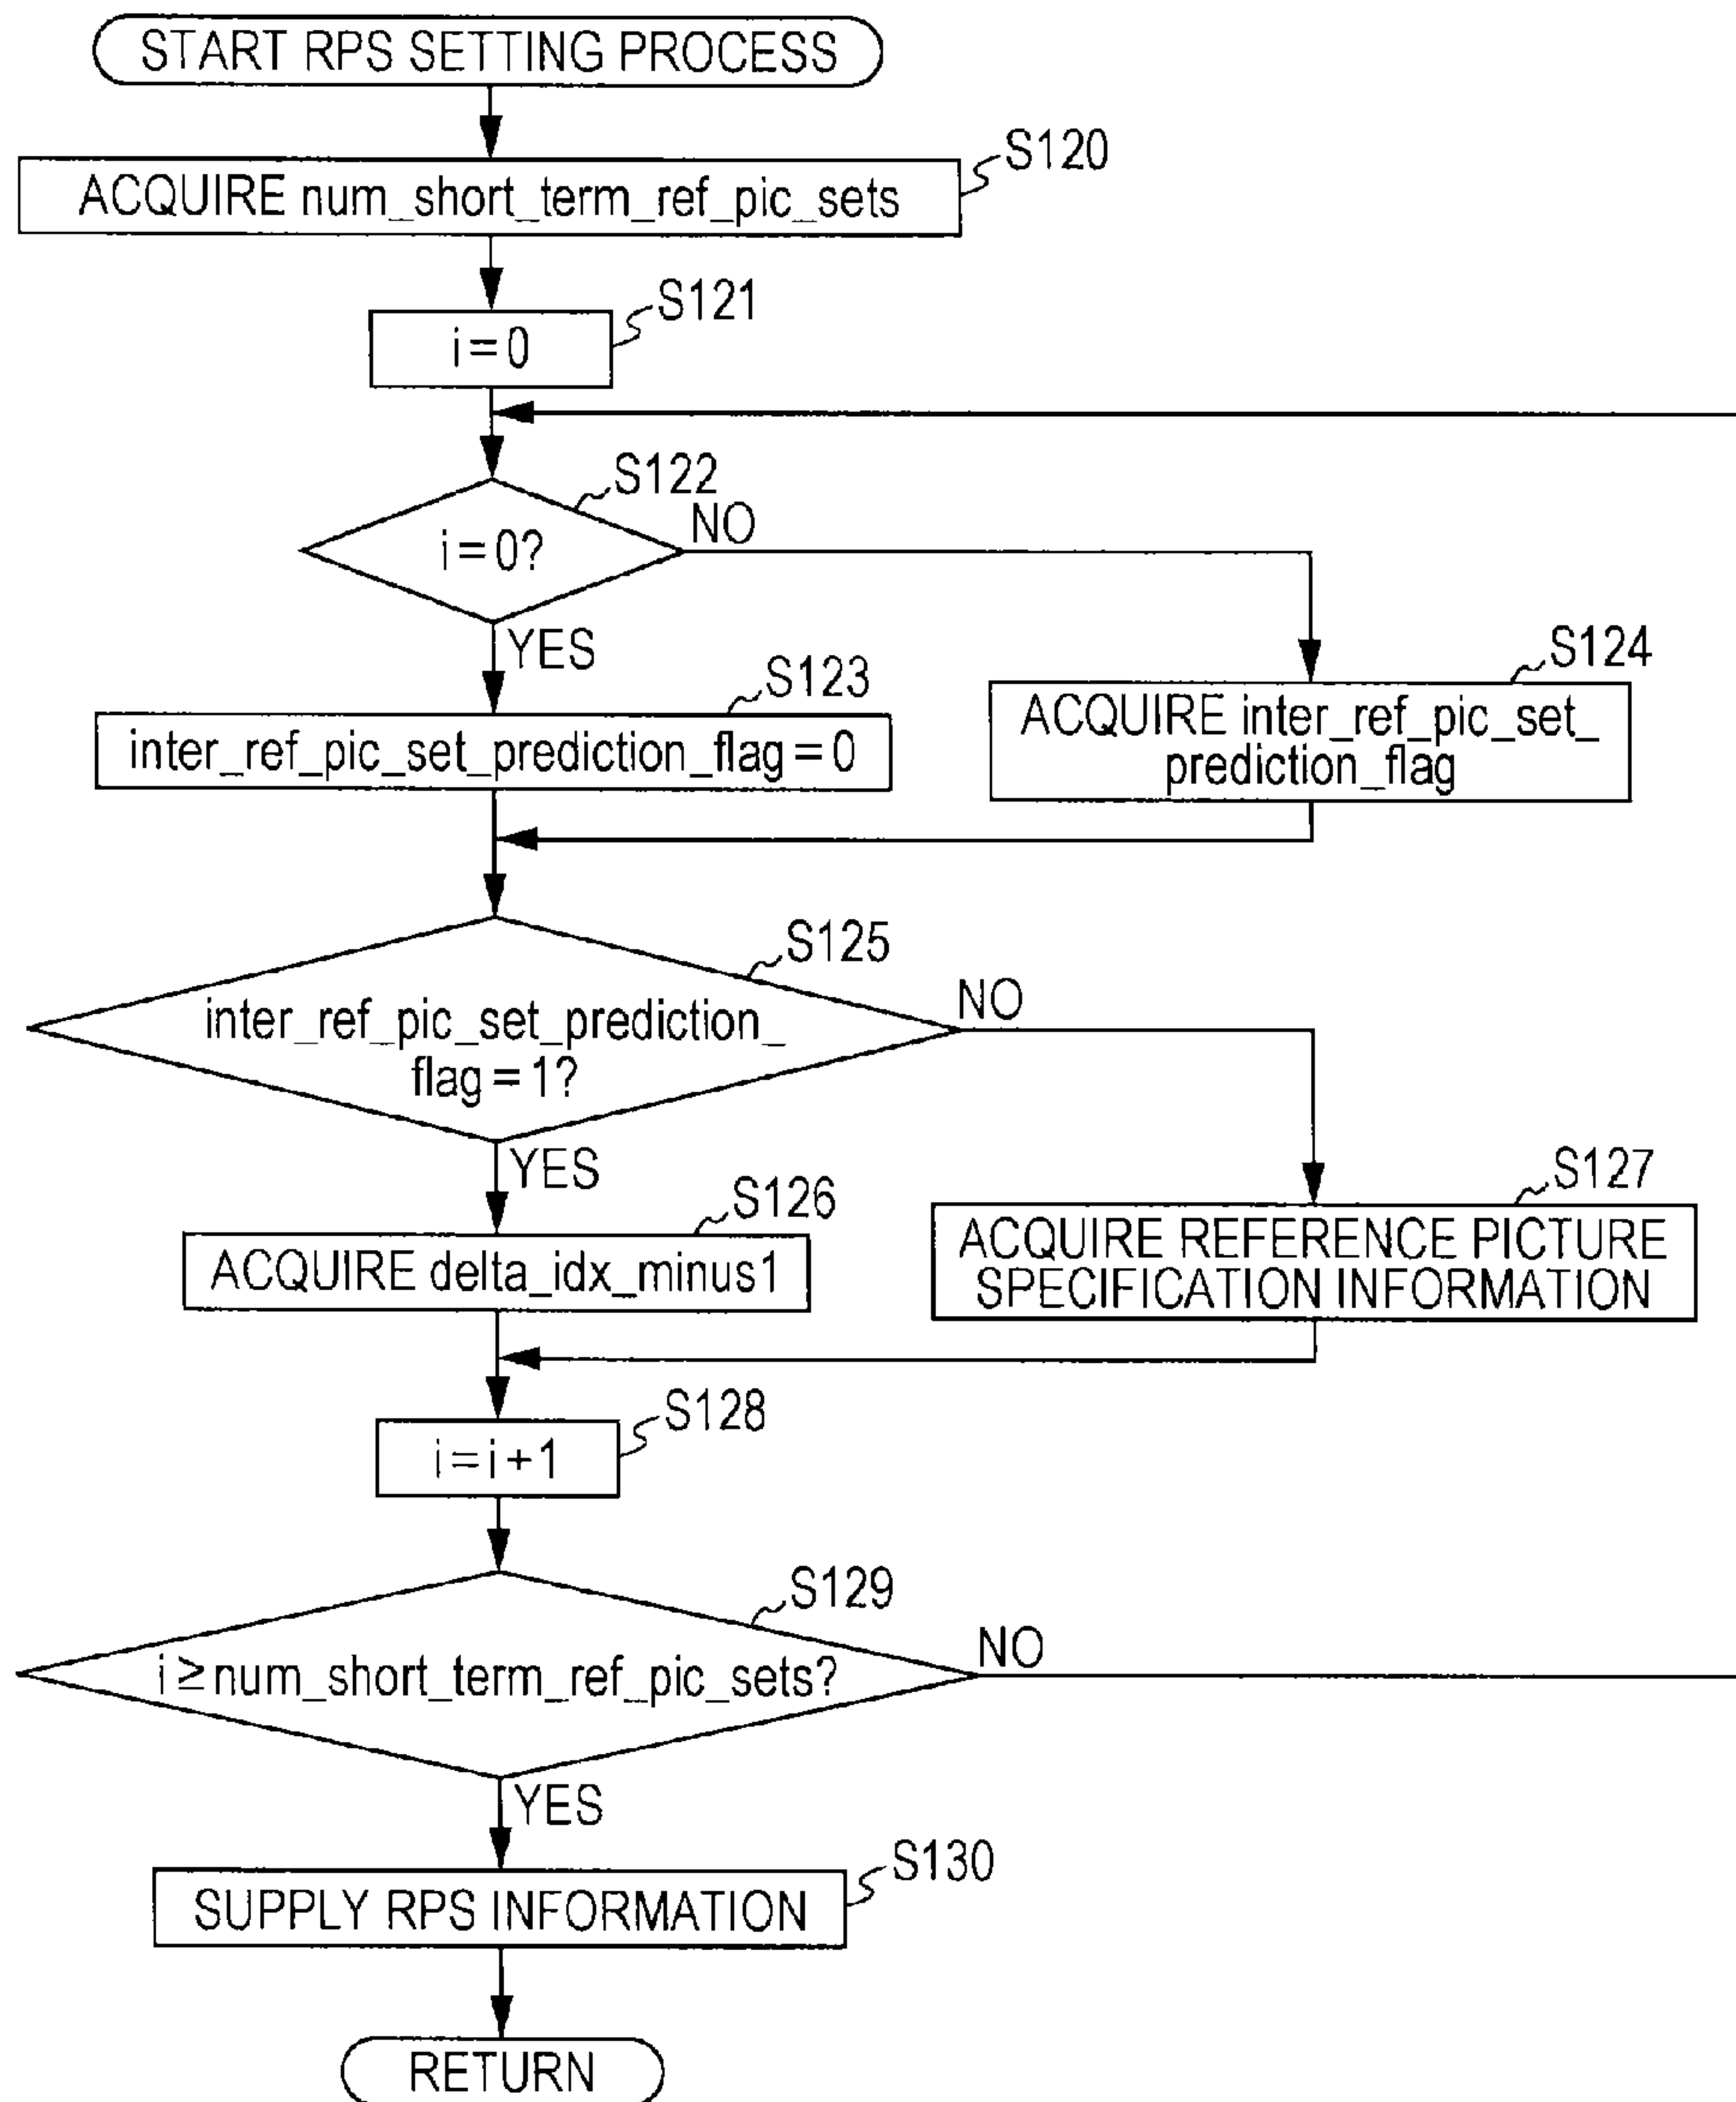 START RPS SETTING PROCESS
S120
ACQUIRE num_short_term_ref_pic_sets
S121
i=0
S122
i=0?
NO
YES
S123
inter_ref_pic_set_prediction_flag=0
S124
ACQUIRE inter_ref_pic_set_
prediction_flag
S125
inter_ref_pic_set_prediction_
flag=1?
NO
YES
S126
ACQUIRE delta_idx_minus1
S127
ACQUIRE REFERENCE PICTURE
SPECIFICATION INFORMATION
S128
i=i+1
S129
i≥num_short_term_ref_pic_sets?
NO
YES
S130
SUPPLY RPS INFORMATION
RETURN